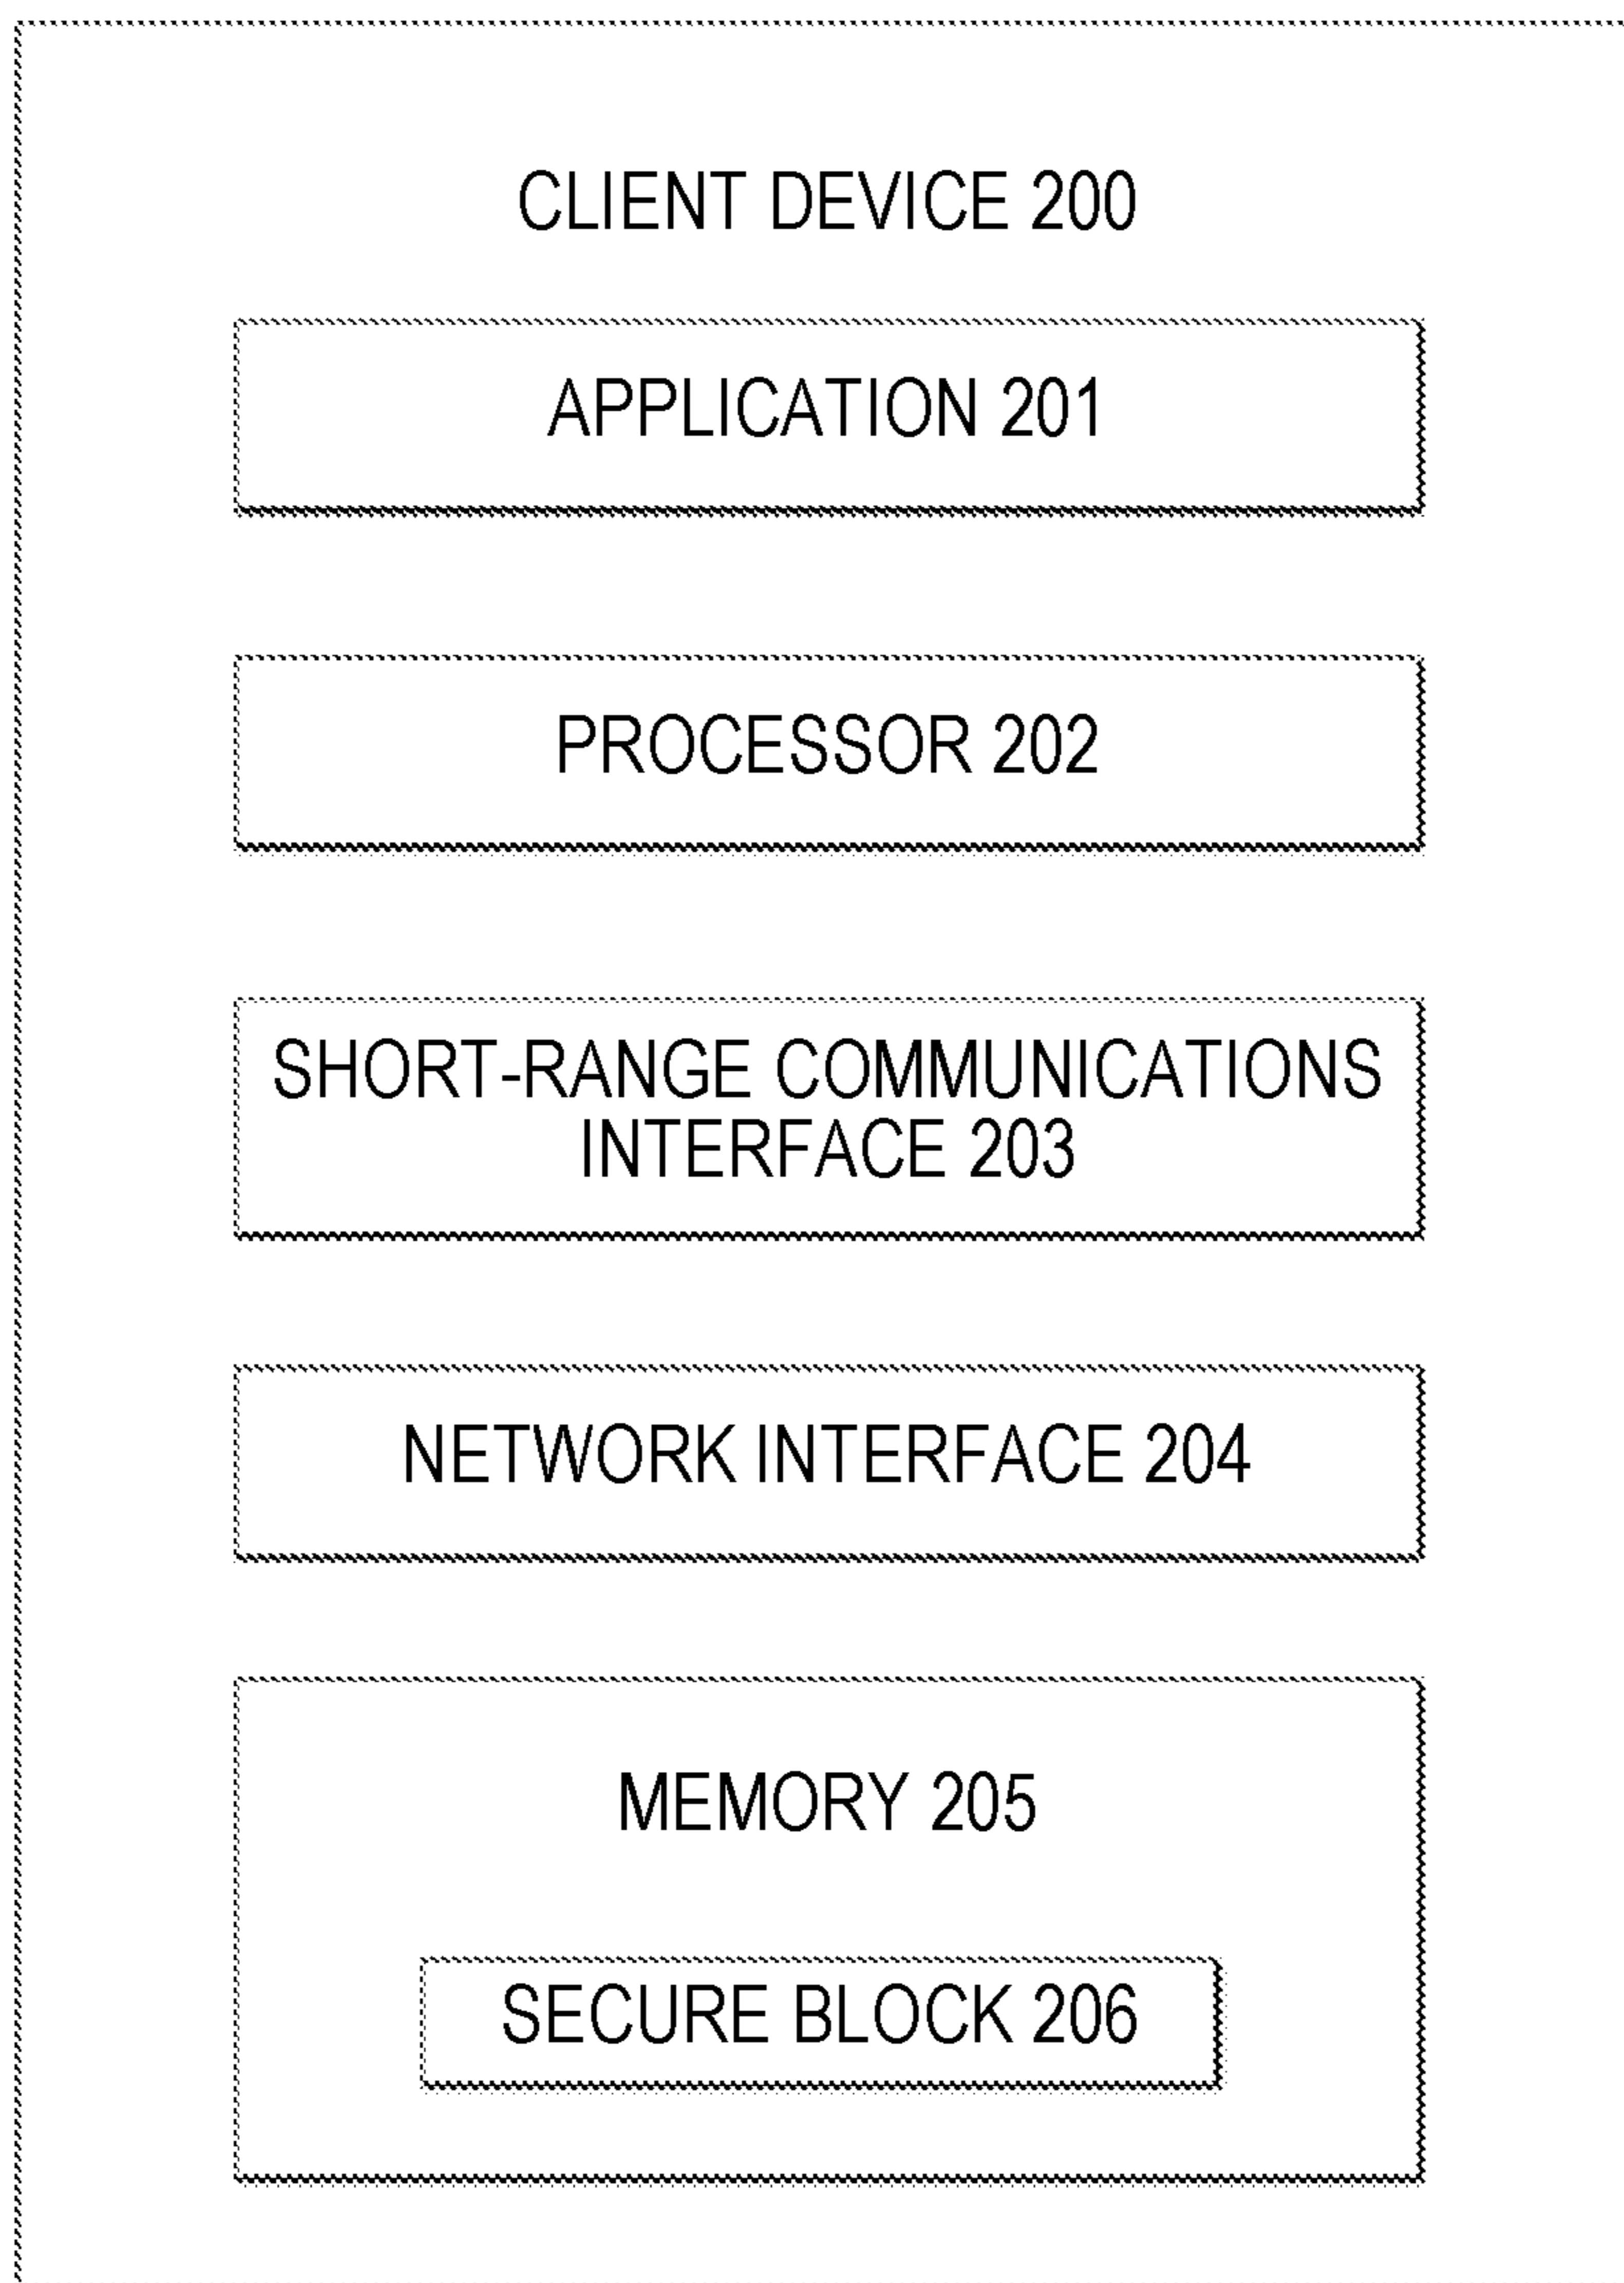 CLIENT DEVICE 200
APPLICATION 201
PROCESSOR 202
SHORT-RANGE COMMUNICATIONS
INTERFACE 203
NETWORK INTERFACE 204
MEMORY 205
SECURE BLOCK 206